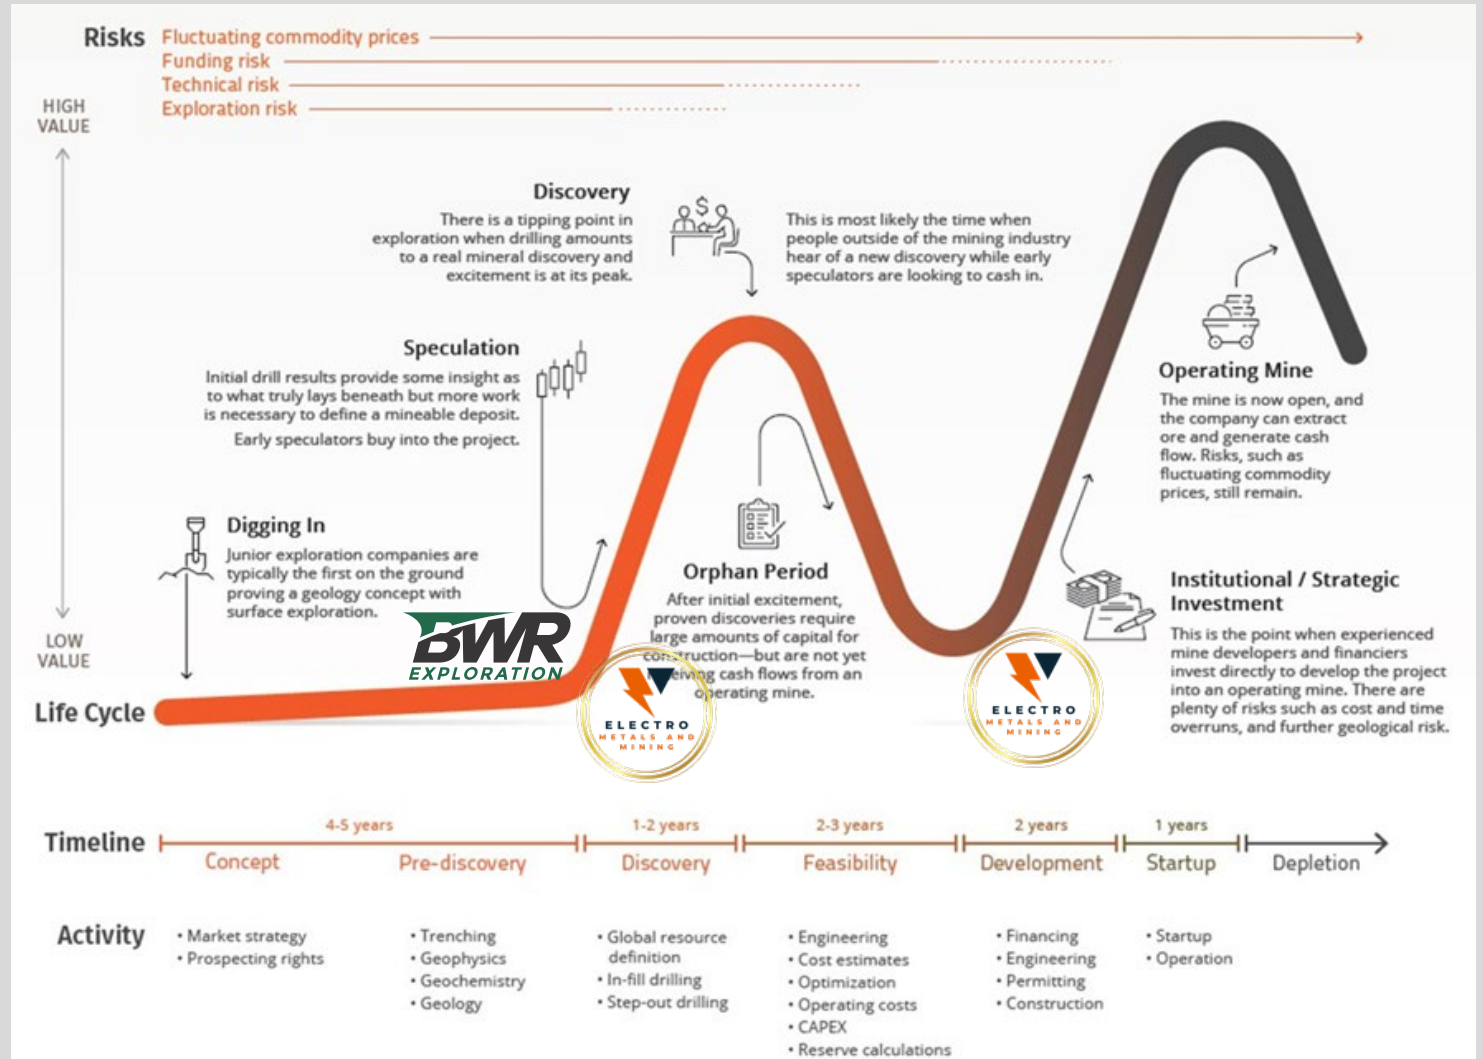 Risks
Fluctuating commodity prices
Funding risk
Technical risk
Exploration risk
HIGH
VALUE
Discovery
There is a tipping point in
exploration when drilling amounts
to a real mineral discovery and
excitement is at its peak.
$
This is most likely the time when
people outside of the mining industry
hear of a new discovery while early
speculators are looking to cash in.
Speculation
Initial drill results provide some insight as
to what truly lays beneath but more work
is necessary to define a mineable deposit.
Early speculators buy into the project.
Operating Mine
The mine is now open, and
the company can extract
ore and generate cash
flow. Risks, such as
fluctuating commodity
prices, still remain.
Digging In
Junior exploration companies are
typically the first on the ground
proving a geology concept with
surface exploration.
BWR
EXPLORATION
Orphan Period
After initial excitement,
proven discoveries require
large amounts of capital for
construction—but are not yet
cash flows from an
operating mine.
ELECTRO
METALS AND
MINING
ELECTRO
METALS AND
MINING
Institutional / Strategic
Investment
This is the point when experienced
mine developers and financiers
invest directly to develop the project
into an operating mine. There are
plenty of risks such as cost and time
overruns, and further geological risk.
LOW
VALUE
Life Cycle
Timeline
4-5 years
1-2 years
2-3 years
2 years
1 years
Concept
Pre-discovery
Discovery
Feasibility
Development
Startup
Depletion
Activity
• Market strategy
• Prospecting rights
• Trenching
• Geophysics
• Geochemistry
• Geology
• Global resource
definition
• In-fill drilling
• Step-out drilling
• Engineering
• Cost estimates
• Optimization
• Operating costs
• CAPEX
• Reserve calculations
• Financing
• Engineering
• Permitting
• Construction
• Startup
• Operation